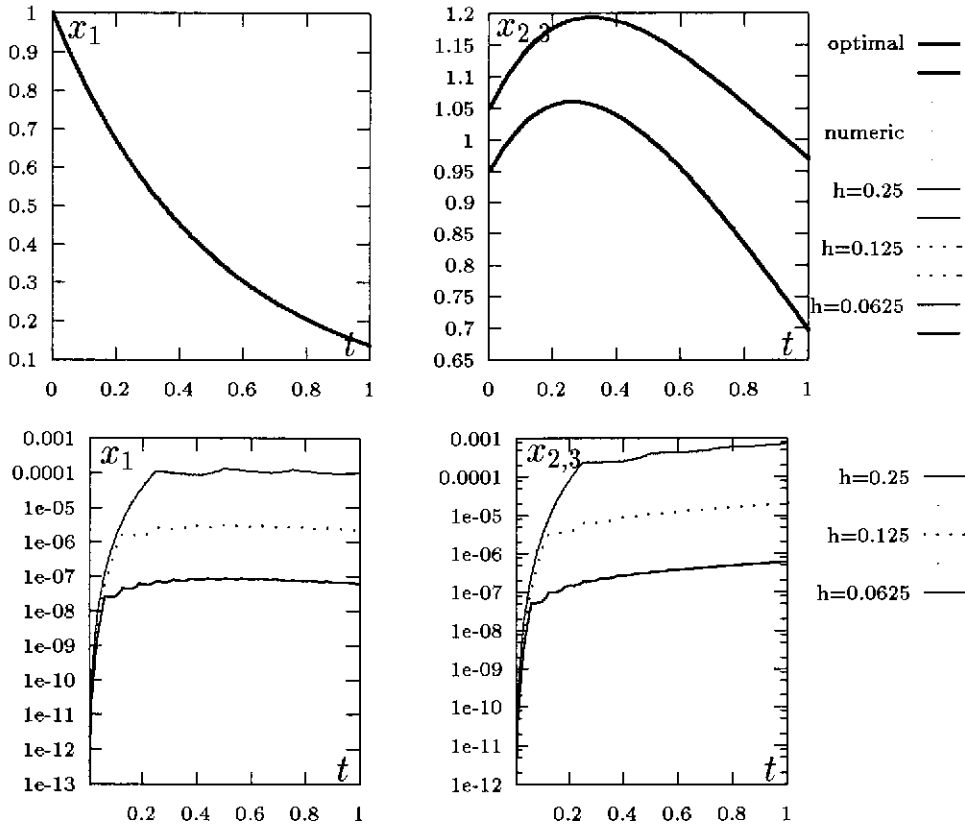 x1
1
0.9
0.8
0.7
0.6
0.5
0.4
0.3
0.2
0.1
t
0 0.2 0.4 0.6 0.8 1
x2,3
1.2
1.15
1.1
1.05
1
0.95
0.9
0.85
0.8
0.75
0.7
0.65
t
0 0.2 0.4 0.6 0.8 1
optimal
numeric
h=0.25
h=0.125
h=0.0625
x1
0.001
0.0001
1e-05
1e-06
1e-07
1e-08
1e-09
1e-10
1e-11
1e-12
1e-13
t
0.2 0.4 0.6 0.8 1
x2,3
0.001
0.0001
1e-05
1e-06
1e-07
1e-08
1e-09
1e-10
1e-11
1e-12
t
0.2 0.4 0.6 0.8 1
h=0.25
h=0.125
h=0.0625